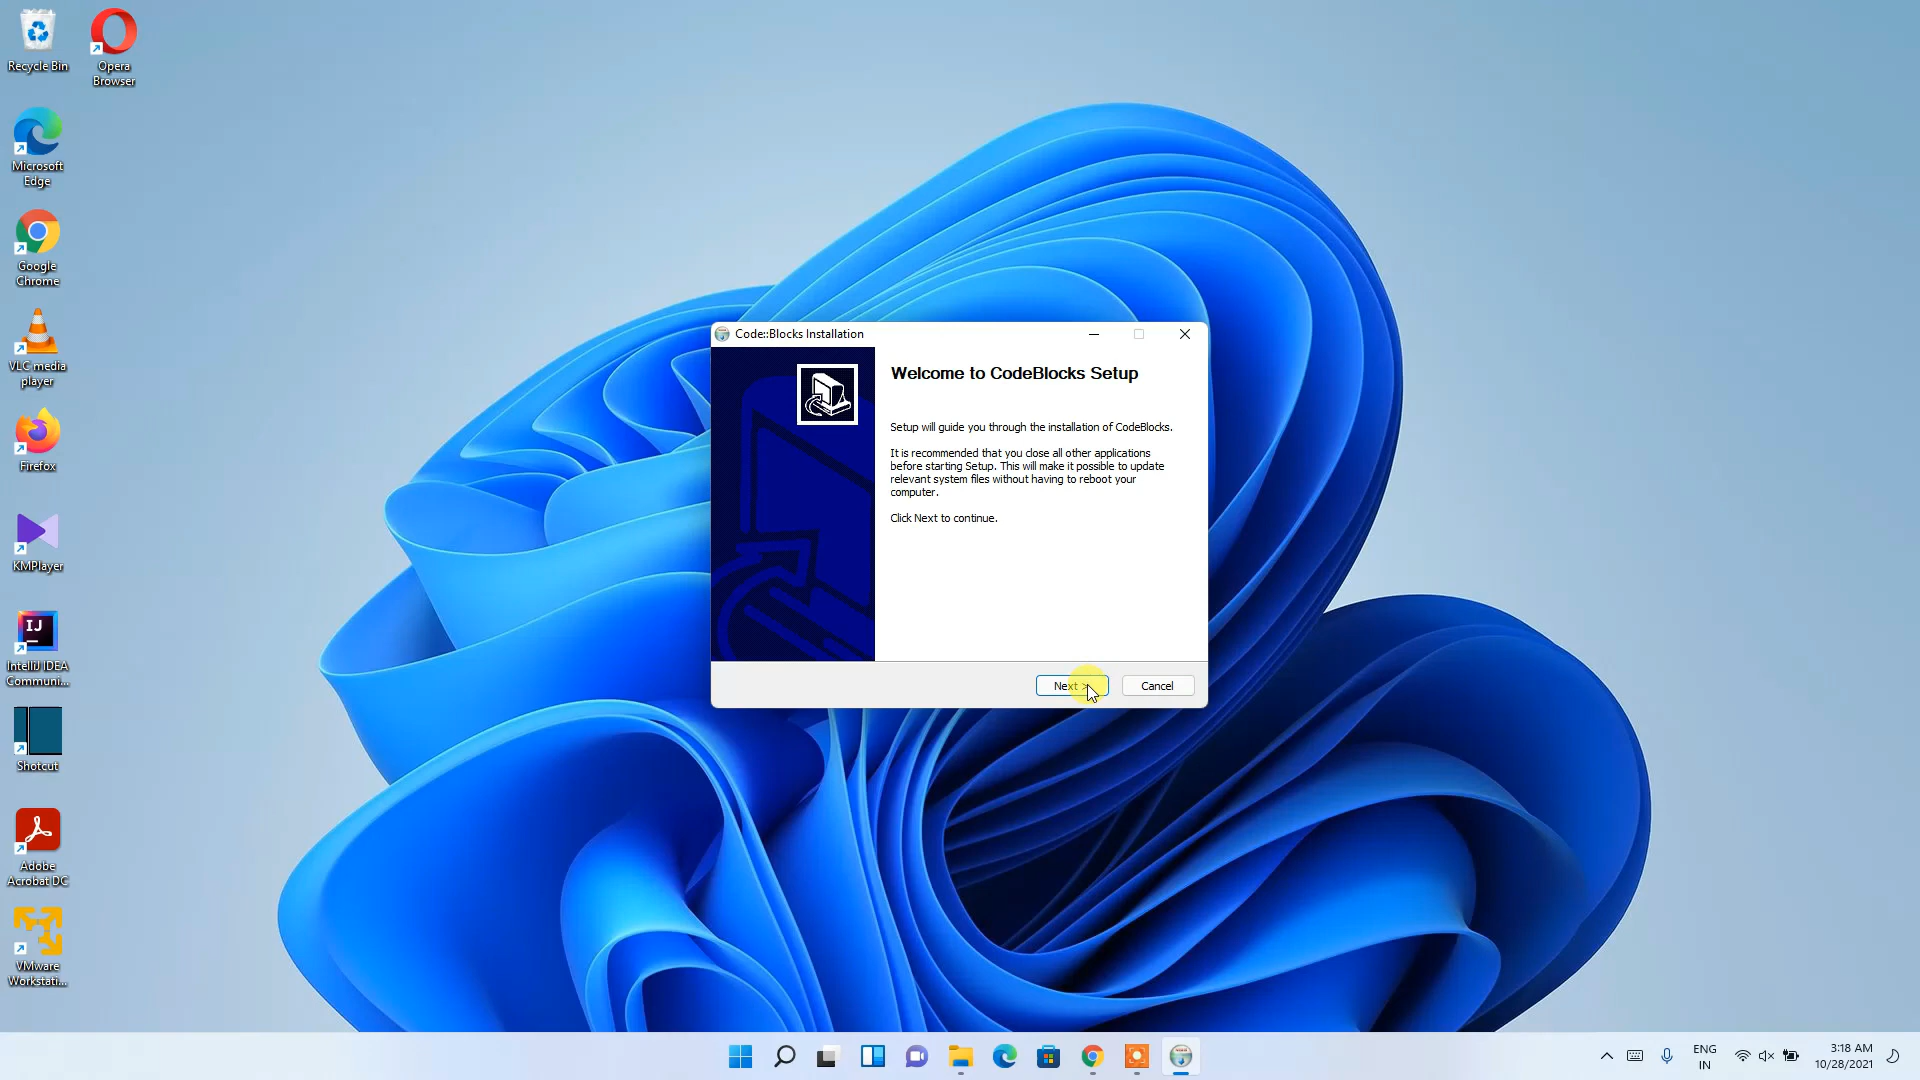 Recycle Bin
Opera
Browser
Microsoft
Edge
Google
Chrome
VLC media
player
Firefox
KMPlayer
IJ
IntelliJ IDEA
Communi...
Shotcut
Adobe
Acrobat DC
VMware
Workstati...
Code::Blocks Installation
Welcome to CodeBlocks Setup
Setup will guide you through the installation of CodeBlocks.
It is recommended that you close all other applications
before starting Setup. This will make it possible to update
relevant system files without having to reboot your
computer.
Click Next to continue.
Next >
Cancel
ENG
IN
3:18 AM
10/28/2021